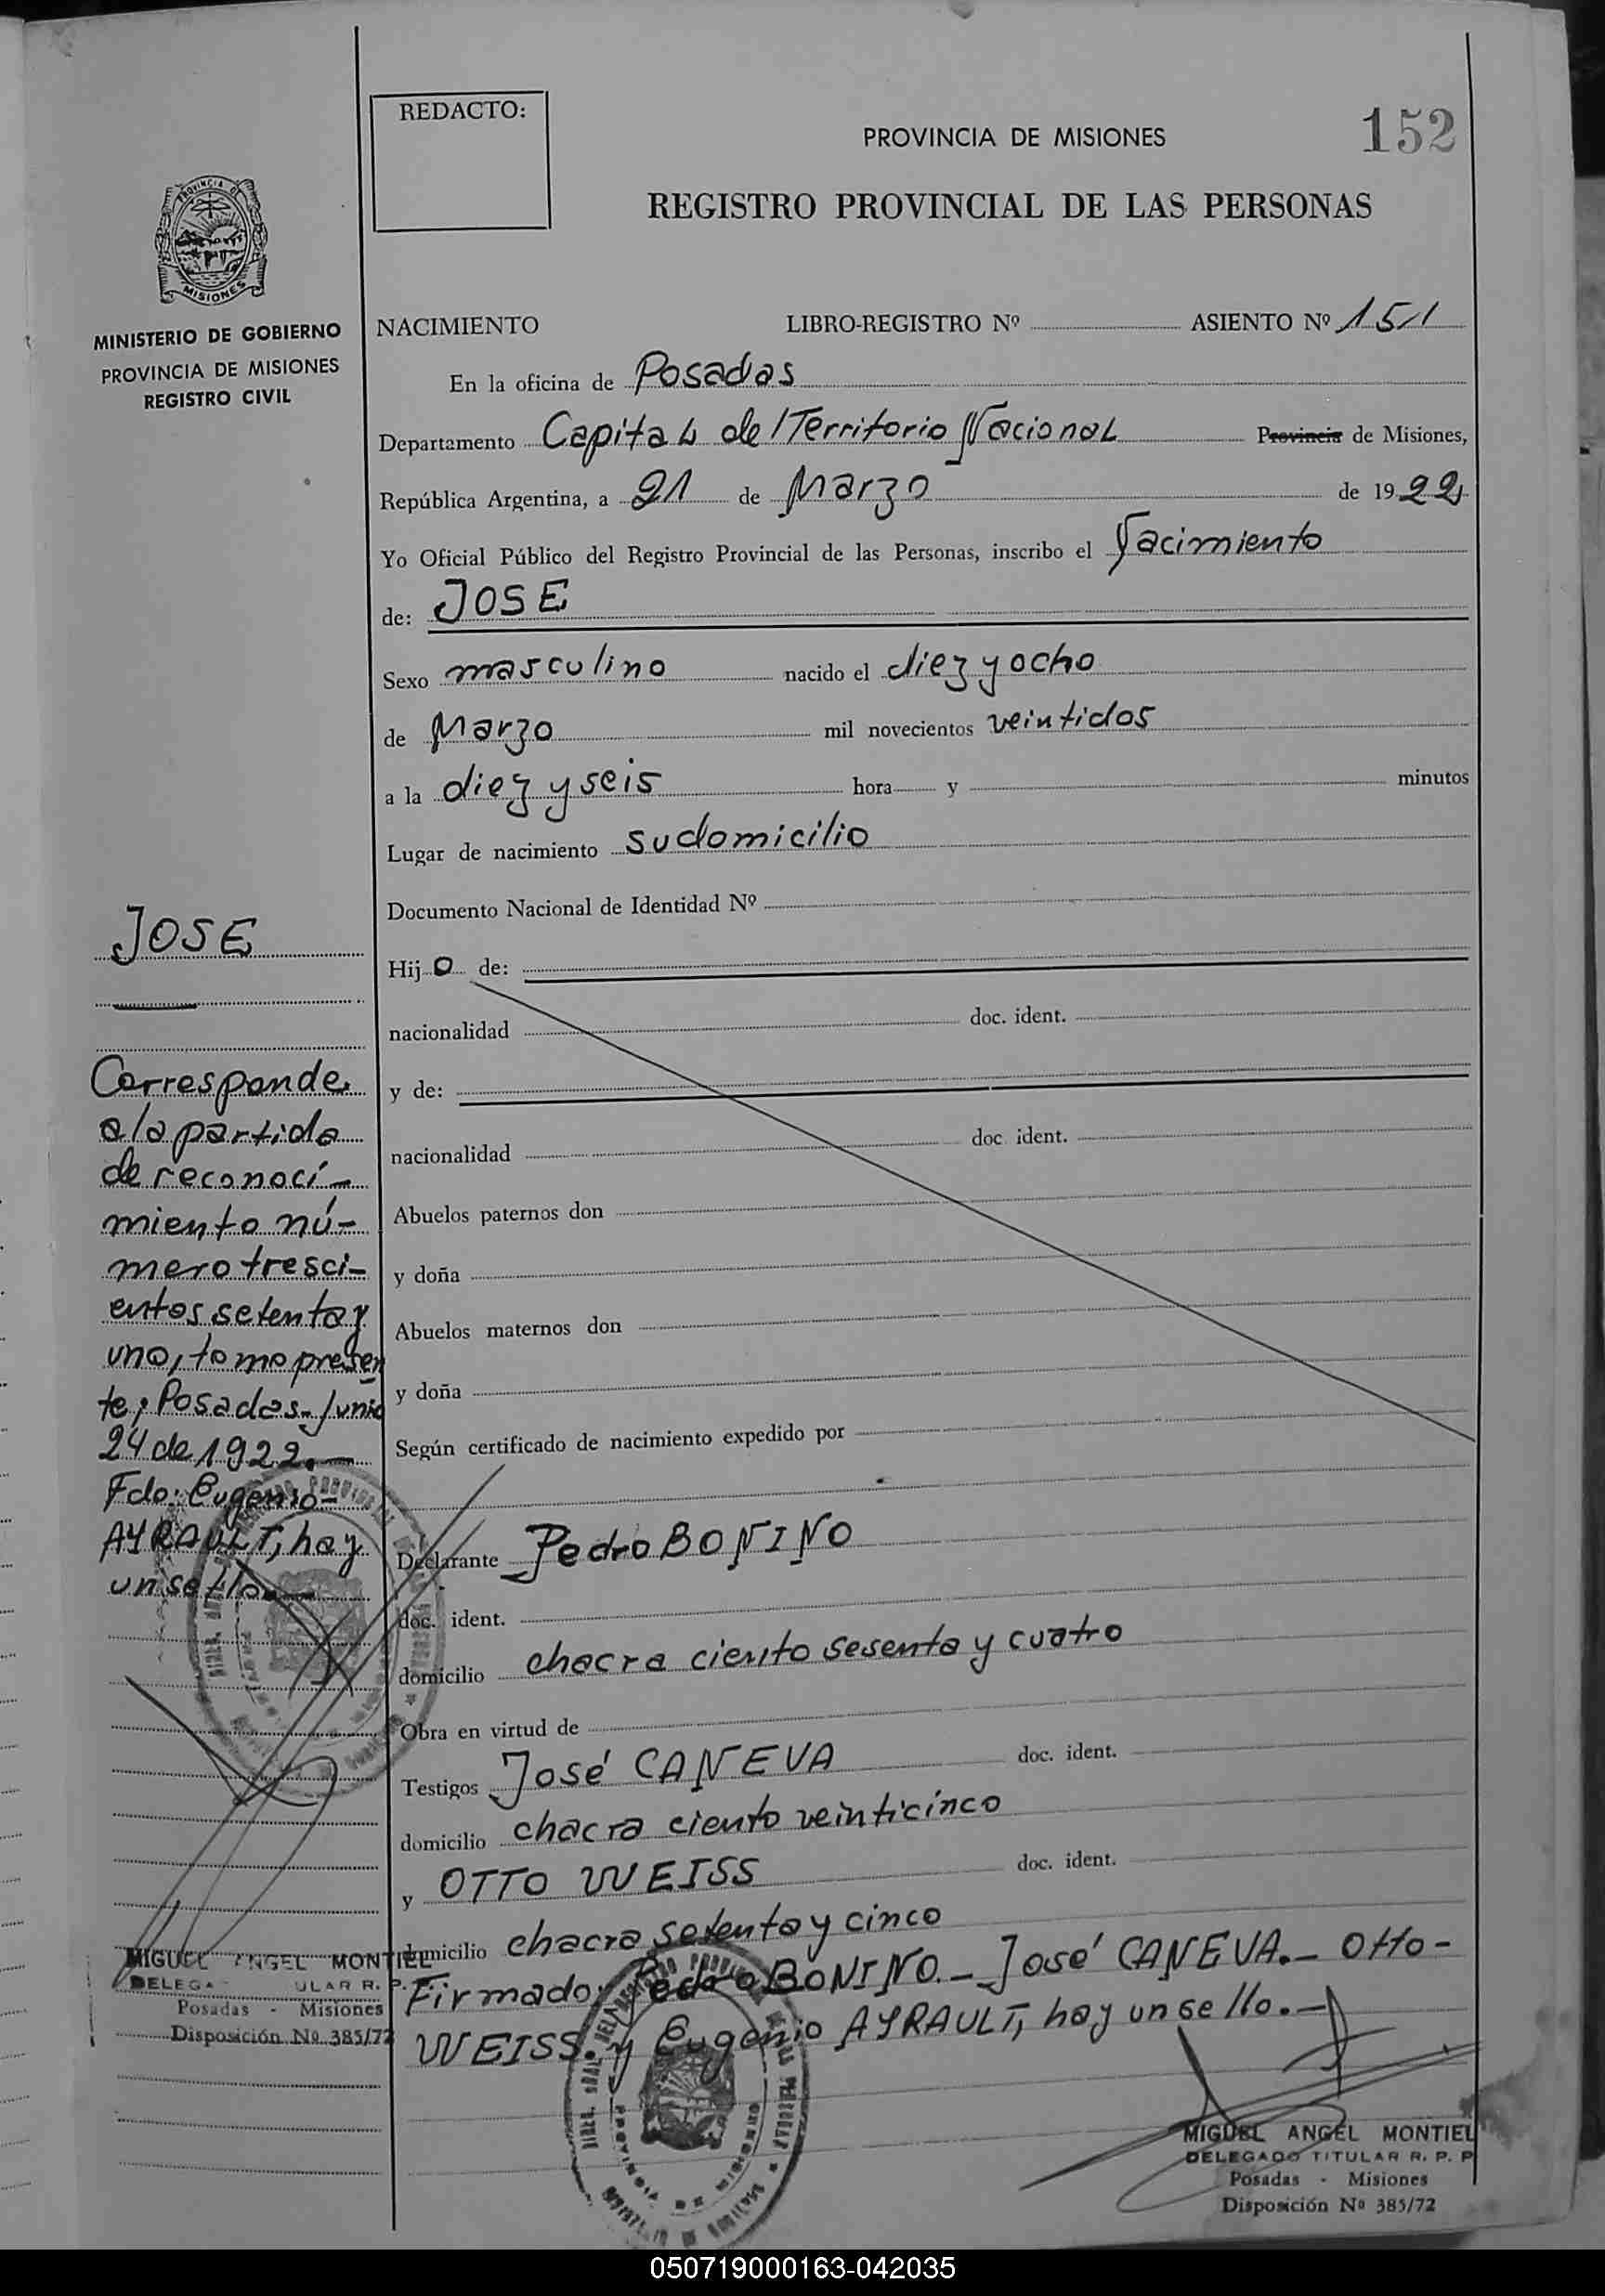 REDACTO:
PROVINCIA DE MISIONES
152
REGISTRO PROVINCIAL DE LAS PERSONAS
PROVINCIA DE
MISIONES
MINISTERIO DE GOBIERNO
PROVINCIA DE MISIONES
REGISTRO CIVIL
NACIMIENTO LIBRO-REGISTRO Nº ASIENTO Nº 151
En la oficina de Posadas
Departamento Capital del Territorio Nacional Provincia de Misiones,
República Argentina, a 21 de Marzo de 1922
Yo Oficial Público del Registro Provincial de las Personas, inscribo el Nacimiento
de: JOSE
Sexo masculino nacido el diez y ocho
de Marzo mil novecientos veintidos
a la diez y seis hora y minutos
Lugar de nacimiento su domicilio
Documento Nacional de Identidad Nº
Hijo de:
nacionalidad doc. ident.
y de:
nacionalidad doc. ident.
Abuelos paternos don
y doña
Abuelos maternos don
y doña
Según certificado de nacimiento expedido por
Declarante Pedro BONINO
doc. ident.
domicilio chacra ciento sesenta y cuatro
Obra en virtud de
Testigos José CANEVA doc. ident.
domicilio chacra ciento veinticinco
y OTTO WEISS doc. ident.
domicilio chacra setenta y cinco
Firmado: Pedro BONINO.- José CANEVA.- Otto-
WEISS. y Eugenio AYRAULT, hay un sello.-
JOSE
Corresponde
a la partida
de reconoci-
miento nú-
mero tresci-
entos setenta y
uno, tomo presen
te; Posadas- Junio
24 de 1922.-
Fdo: Eugenio-
AYRAULT, hay
un sello.-
MIGUEL ANGEL MONTIEL
Posadas - Misiones
Disposición Nº 385/72
MIGUEL ANGEL MONTIEL
DELEGADO TITULAR R. P. P
Posadas - Misiones
Disposición Nº 385/72
050719000163-042035